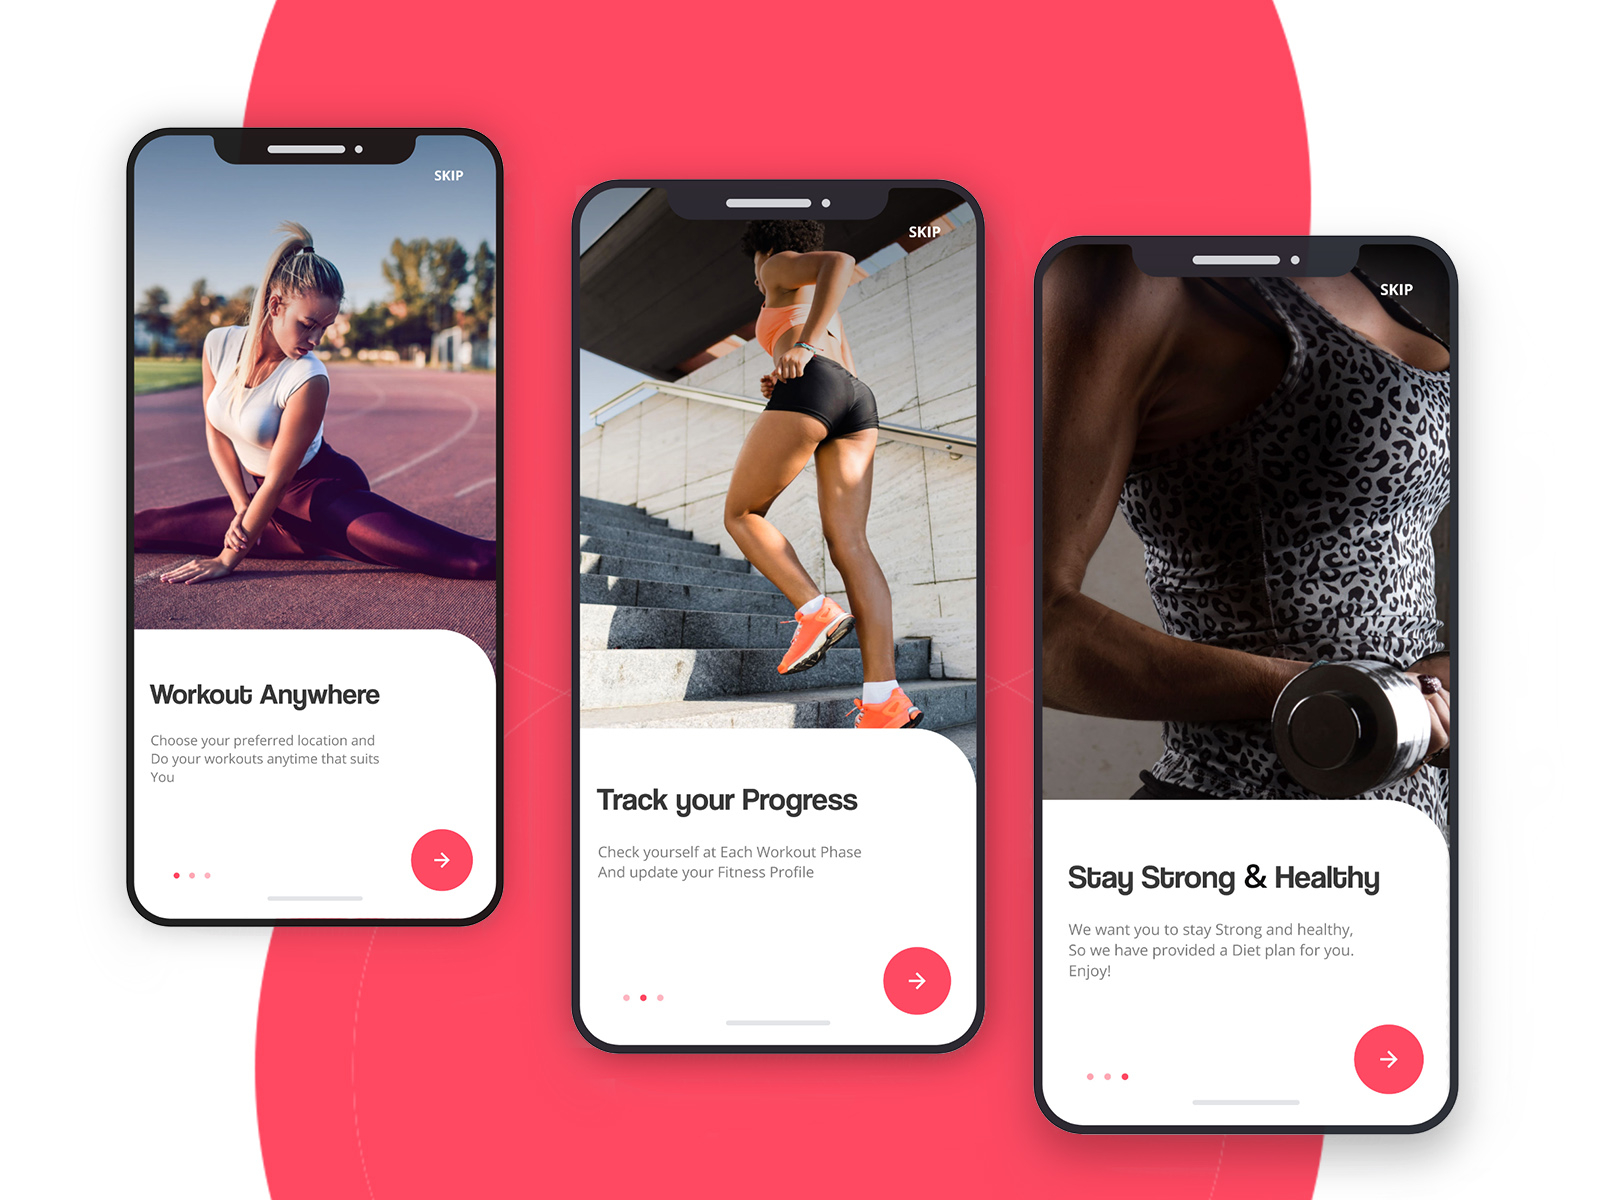 SKIP
Workout Anywhere
Choose your preferred location and
Do your workouts anytime that suits
You
SKIP
Track your Progress
Check yourself at Each Workout Phase
And update your Fitness Profile
SKIP
Stay Strong & Healthy
We want you to stay Strong and healthy,
So we have provided a Diet plan for you.
Enjoy!